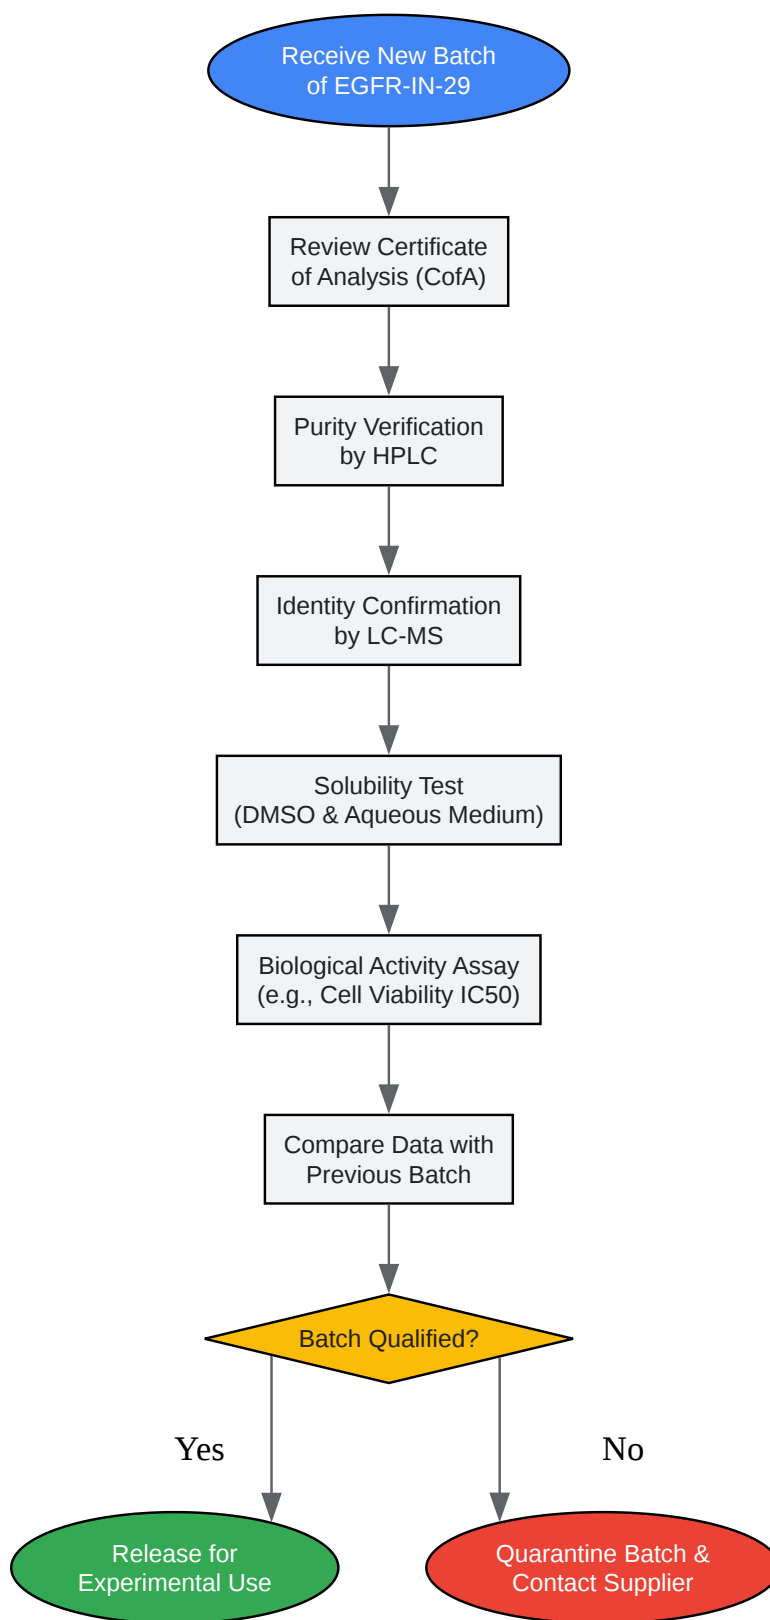 Receive New Batch
of EGFR-IN-29
Review Certificate
of Analysis (CofA)
Purity Verification
by HPLC
Identity Confirmation
by LC-MS
Solubility Test
(DMSO & Aqueous Medium)
Biological Activity Assay
(e.g., Cell Viability IC50)
Compare Data with
Previous Batch
Batch Qualified?
Yes
No
Release for
Experimental Use
Quarantine Batch &
Contact Supplier